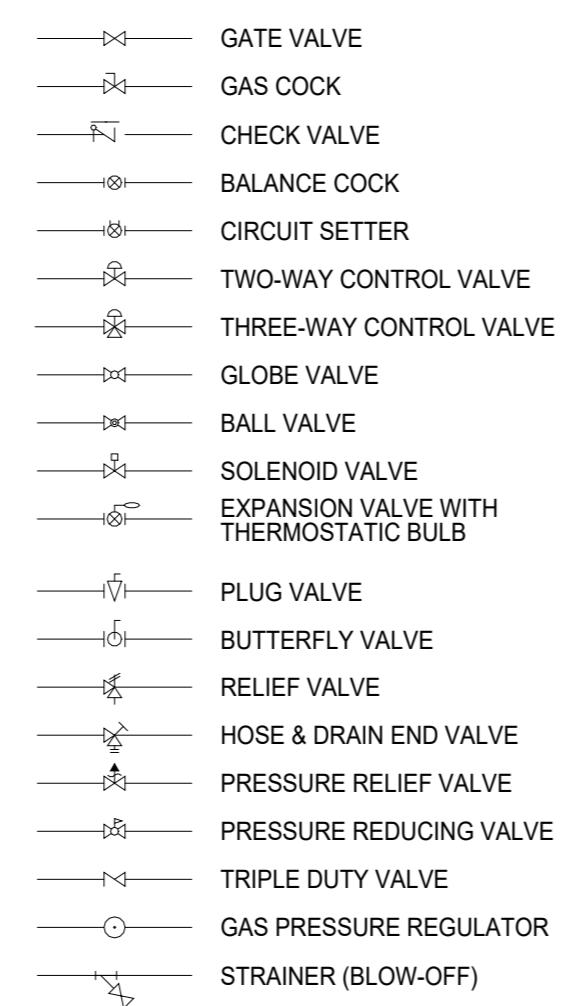 GATE VALVE
GAS COCK
CHECK VALVE
BALANCE COCK
CIRCUIT SETTER
TWO-WAY CONTROL VALVE
THREE-WAY CONTROL VALVE
GLOBE VALVE
BALL VALVE
SOLENOID VALVE
EXPANSION VALVE WITH
THERMOSTATIC BULB
PLUG VALVE
BUTTERFLY VALVE
RELIEF VALVE
HOSE & DRAIN END VALVE
PRESSURE RELIEF VALVE
PRESSURE REDUCING VALVE
TRIPLE DUTY VALVE
GAS PRESSURE REGULATOR
STRAINER (BLOW-OFF)